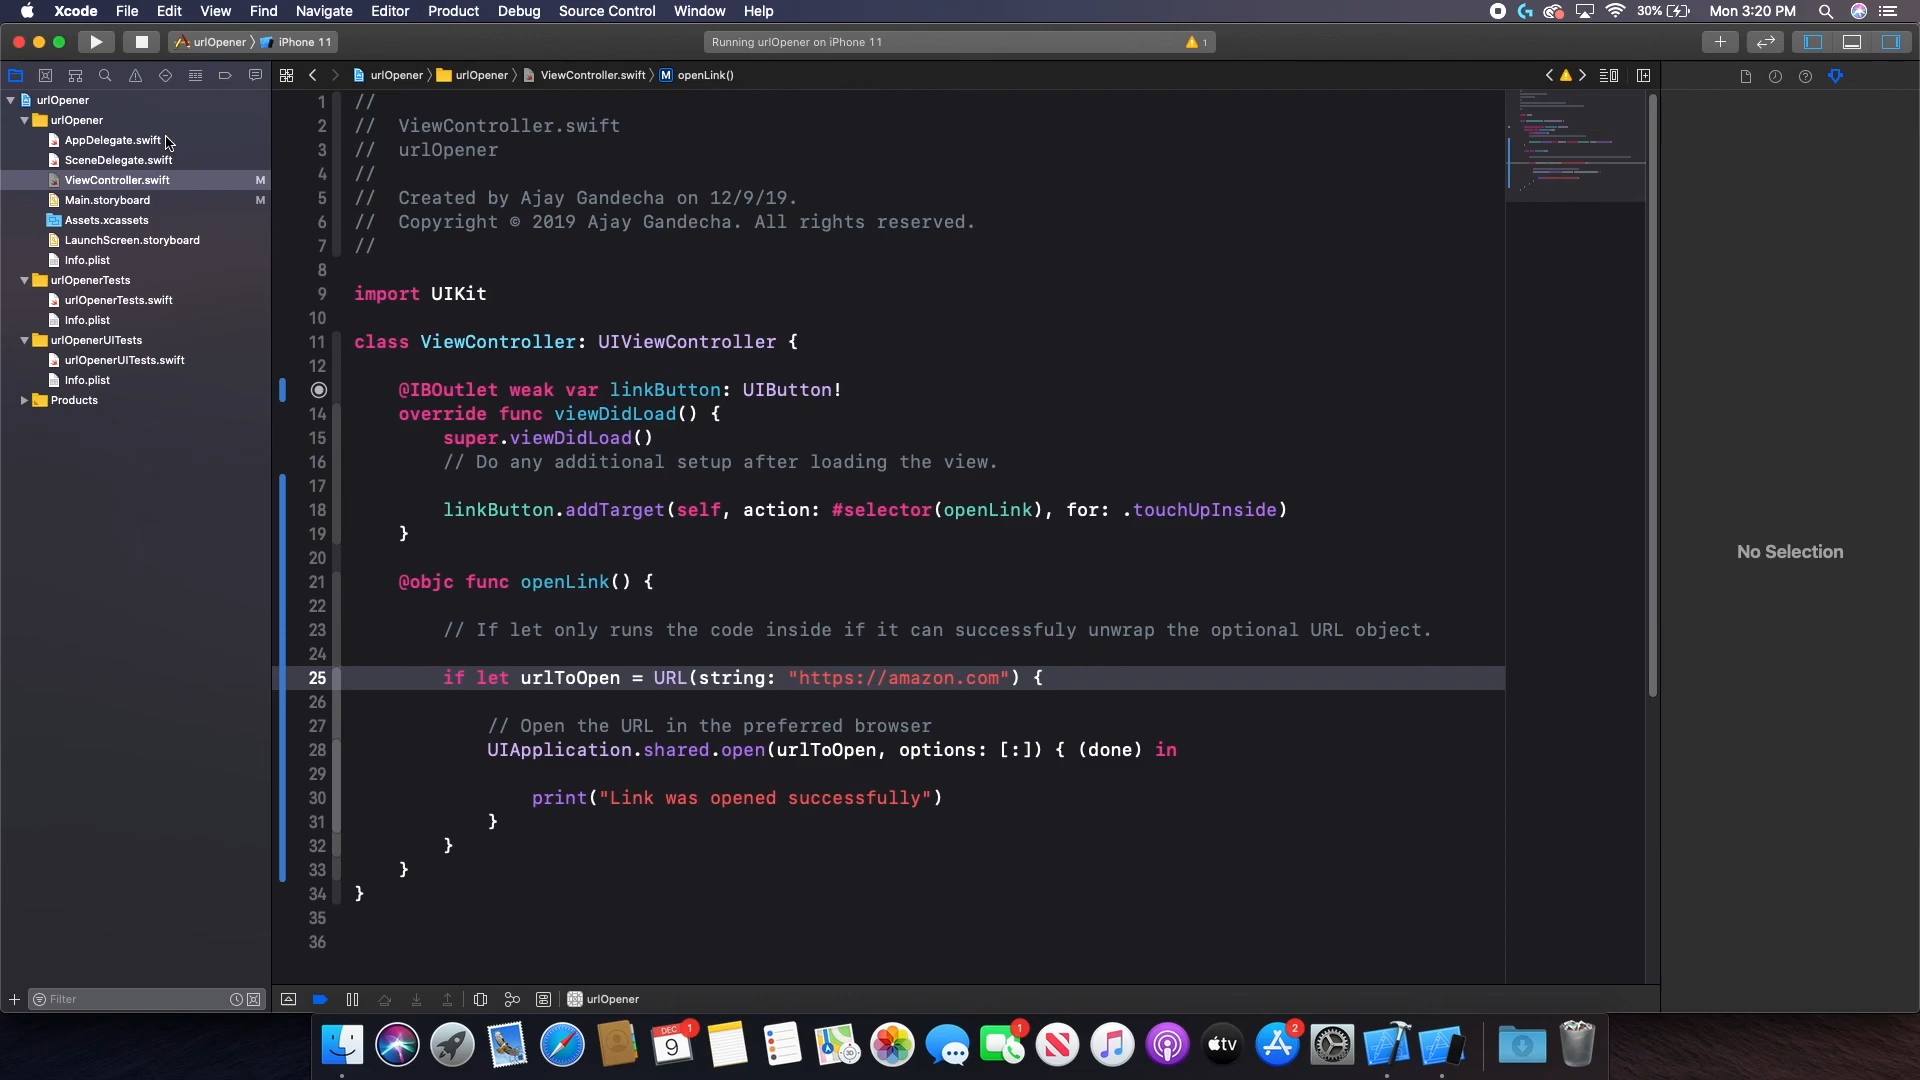 Xcode File Edit View Find Navigate Editor Product Debug Source Control Window Help 30% Mon 3:20 PM
urlOpener iPhone 11 Running urlOpener on iPhone 11 1
urlOpener urlOpener ViewController.swift M openLink()
urlOpener
urlOpener
AppDelegate.swift
SceneDelegate.swift
ViewController.swift M
Main.storyboard M
Assets.xcassets
LaunchScreen.storyboard
Info.plist
urlOpenerTests
urlOpenerTests.swift
Info.plist
urlOpenerUITests
urlOpenerUITests.swift
Info.plist
Products
1 //
2 // ViewController.swift
3 // urlOpener
4 //
5 // Created by Ajay Gandecha on 12/9/19.
6 // Copyright © 2019 Ajay Gandecha. All rights reserved.
7 //
8
9 import UIKit
10
11 class ViewController: UIViewController {
12
@IBOutlet weak var linkButton: UIButton!
14 override func viewDidLoad() {
15 super.viewDidLoad()
16 // Do any additional setup after loading the view.
17
18 linkButton.addTarget(self, action: #selector(openLink), for: .touchUpInside)
19 }
20
21 @objc func openLink() {
22
23 // If let only runs the code inside if it can successfuly unwrap the optional URL object.
24
25 if let urlToOpen = URL(string: "https://amazon.com") {
26
27 // Open the URL in the preferred browser
28 UIApplication.shared.open(urlToOpen, options: [:]) { (done) in
29
30 print("Link was opened successfully")
31 }
32 }
33 }
34 }
35
36
No Selection
Filter
urlOpener
DEC 1
9
3D
1
tv
2